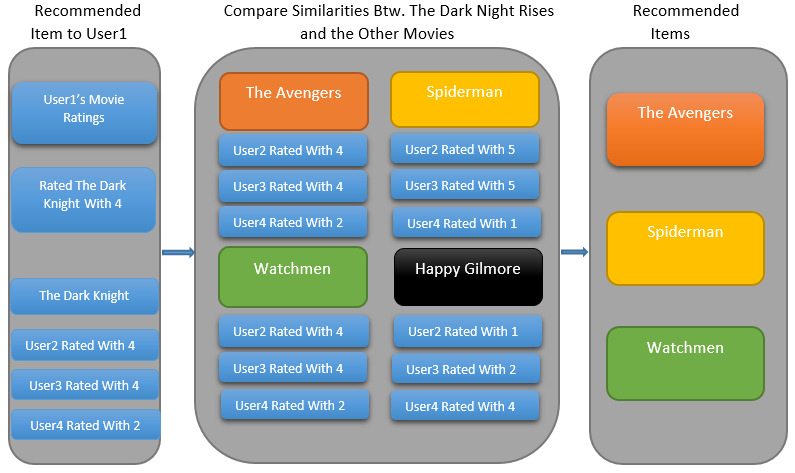 Recommended
Item to User1
User1's Movie
Ratings
Rated The Dark
Knight With 4
The Dark Knight
User2 Rated With 4
User3 Rated With 4
User4 Rated With 2
Compare Similarities Btw. The Dark Night Rises
and the Other Movies
The Avengers
User2 Rated With 4
User3 Rated With 4
User4 Rated With 2
Spiderman
User2 Rated With 5
User3 Rated With 5
User4 Rated With 1
Watchmen
User2 Rated With 4
User3 Rated With 4
User4 Rated With 2
Happy Gilmore
User2 Rated With 1
User3 Rated With 2
User4 Rated With 4
Recommended
Items
The Avengers
Spiderman
Watchmen